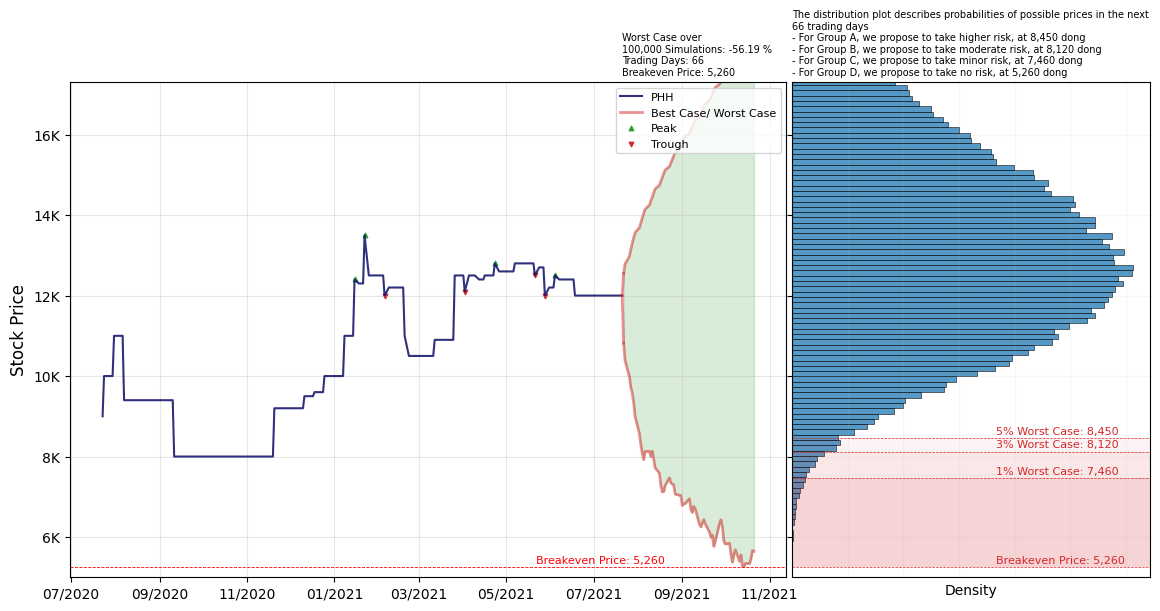 The distribution plot describes probabilities of possible prices in the next
66 trading days
- For Group A, we propose to take higher risk, at 8,450 dong
- For Group B, we propose to take moderate risk, at 8,120 dong
- For Group C, we propose to take minor risk, at 7,460 dong
- For Group D, we propose to take no risk, at 5,260 dong
Worst Case over
100,000 Simulations: -56.19 %
Trading Days: 66
Breakeven Price: 5,260
PHH
Best Case/ Worst Case
Peak
Trough
Stock Price
16K
14K
12K
10K
8K
6K
Breakeven Price: 5,260
07/2020
09/2020
11/2020
01/2021
03/2021
05/2021
07/2021
09/2021
11/2021
5% Worst Case: 8,450
3% Worst Case: 8,120
1% Worst Case: 7,460
Breakeven Price: 5,260
Density